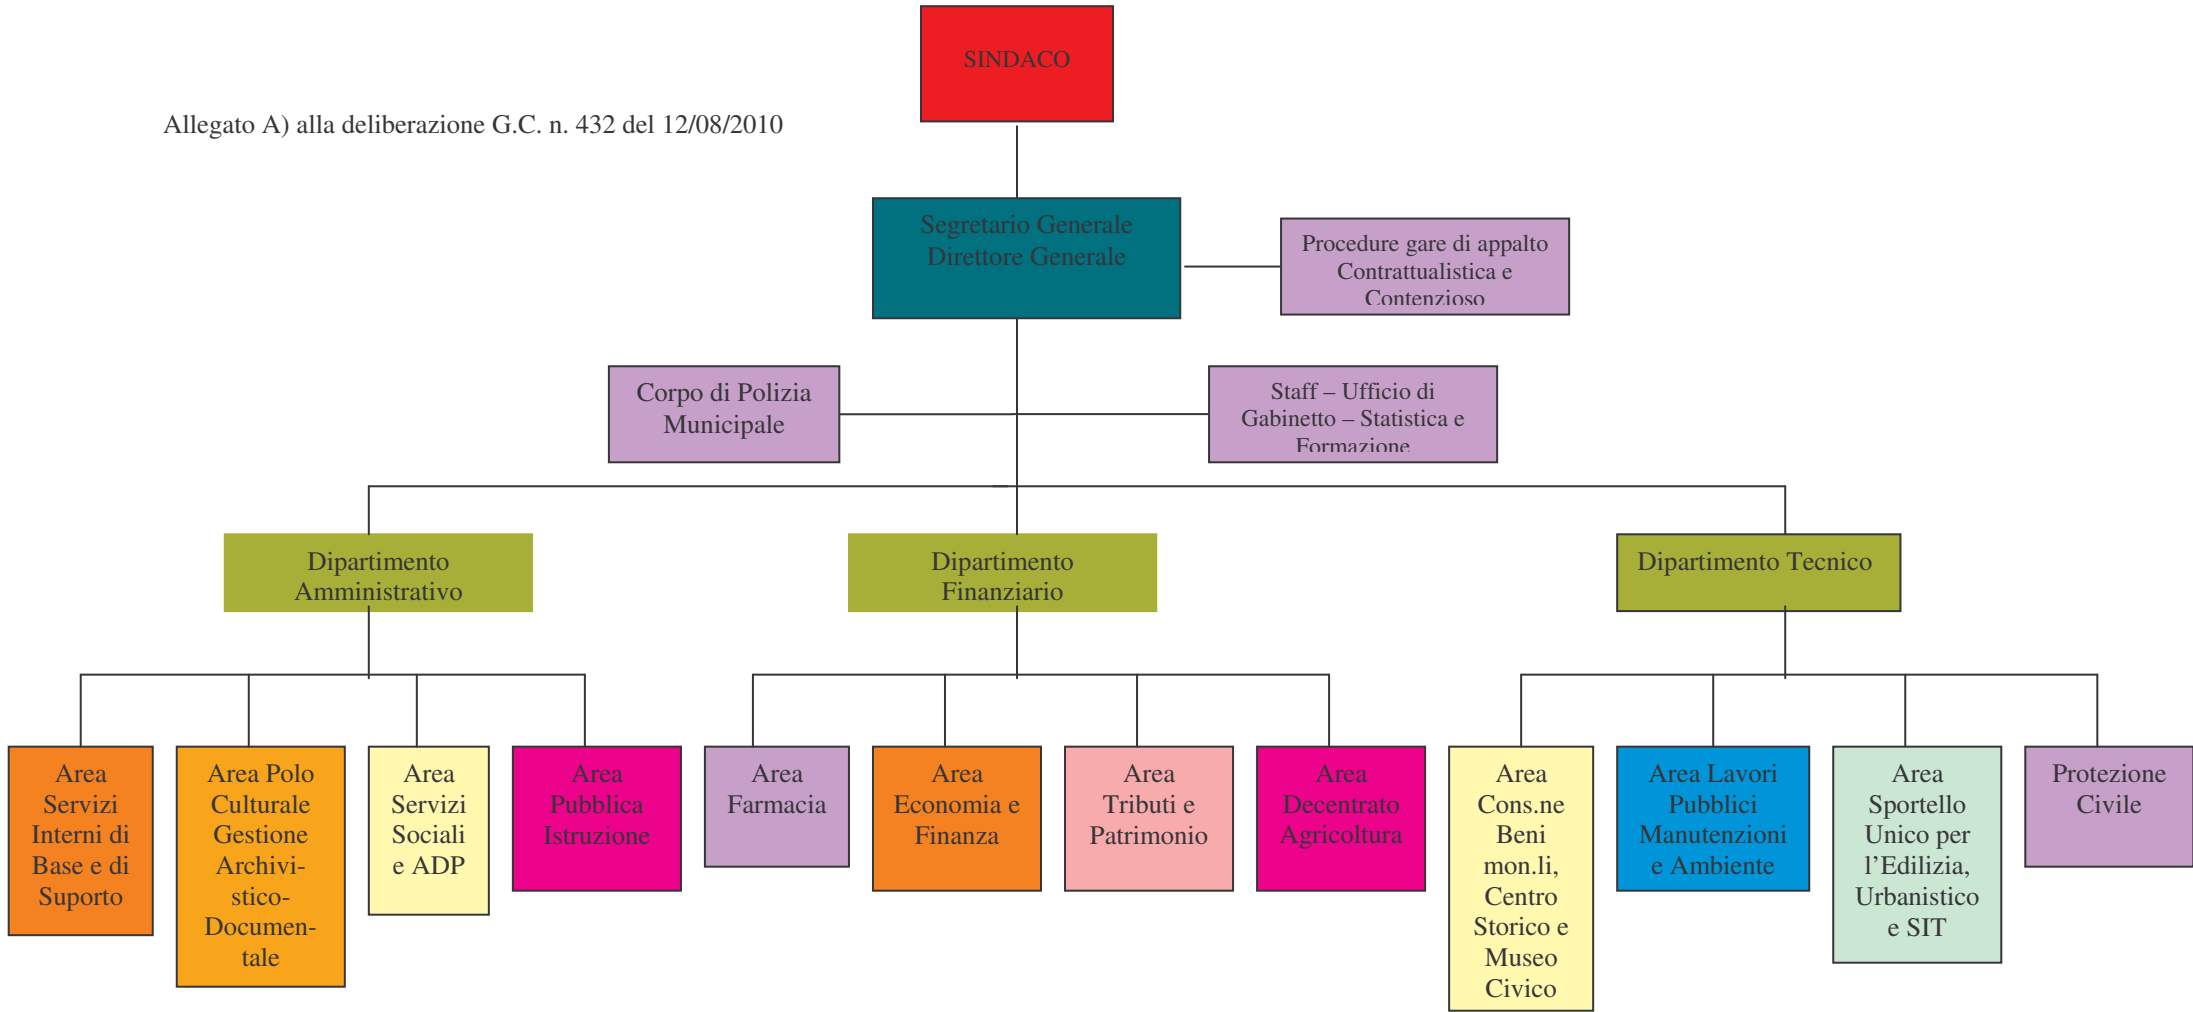 SINDACO
Allegato A) alla deliberazione G.C. n. 432 del 12/08/2010
Segretario Generale
Direttore Generale
Procedure gare di appalto
Contrattualistica e
Contenzioso
Corpo di Polizia
Municipale
Staff – Ufficio di
Gabinetto – Statistica e
Formazione
Dipartimento
Amministrativo
Dipartimento
Finanziario
Dipartimento Tecnico
Area
Servizi
Interni di
Base e di
Suporto
Area Polo
Culturale
Gestione
Archivi-
stico-
Documen-
tale
Area
Servizi
Sociali
e ADP
Area
Pubblica
Istruzione
Area
Farmacia
Area
Economia e
Finanza
Area
Tributi e
Patrimonio
Area
Decentrato
Agricoltura
Area
Cons.ne
Beni
mon.li,
Centro
Storico e
Museo
Civico
Area Lavori
Pubblici
Manutenzioni
e Ambiente
Area
Sportello
Unico per
l’Edilizia,
Urbanistico
e SIT
Protezione
Civile